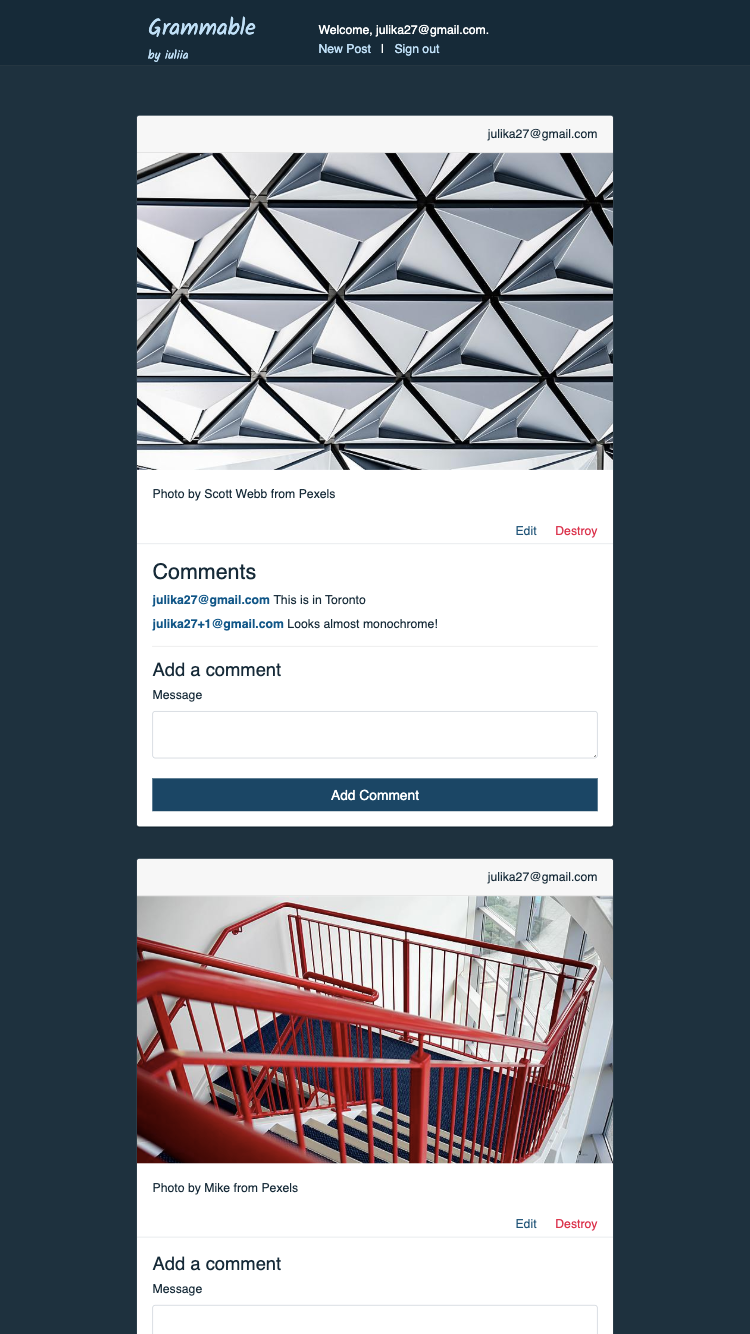 Grammable
by iuliia
Welcome, julika27@gmail.com.
New Post | Sign out
julika27@gmail.com
Photo by Scott Webb from Pexels
Edit Destroy
Comments
julika27@gmail.com This is in Toronto
julika27+1@gmail.com Looks almost monochrome!
Add a comment
Message
Add Comment
julika27@gmail.com
Photo by Mike from Pexels
Edit Destroy
Add a comment
Message